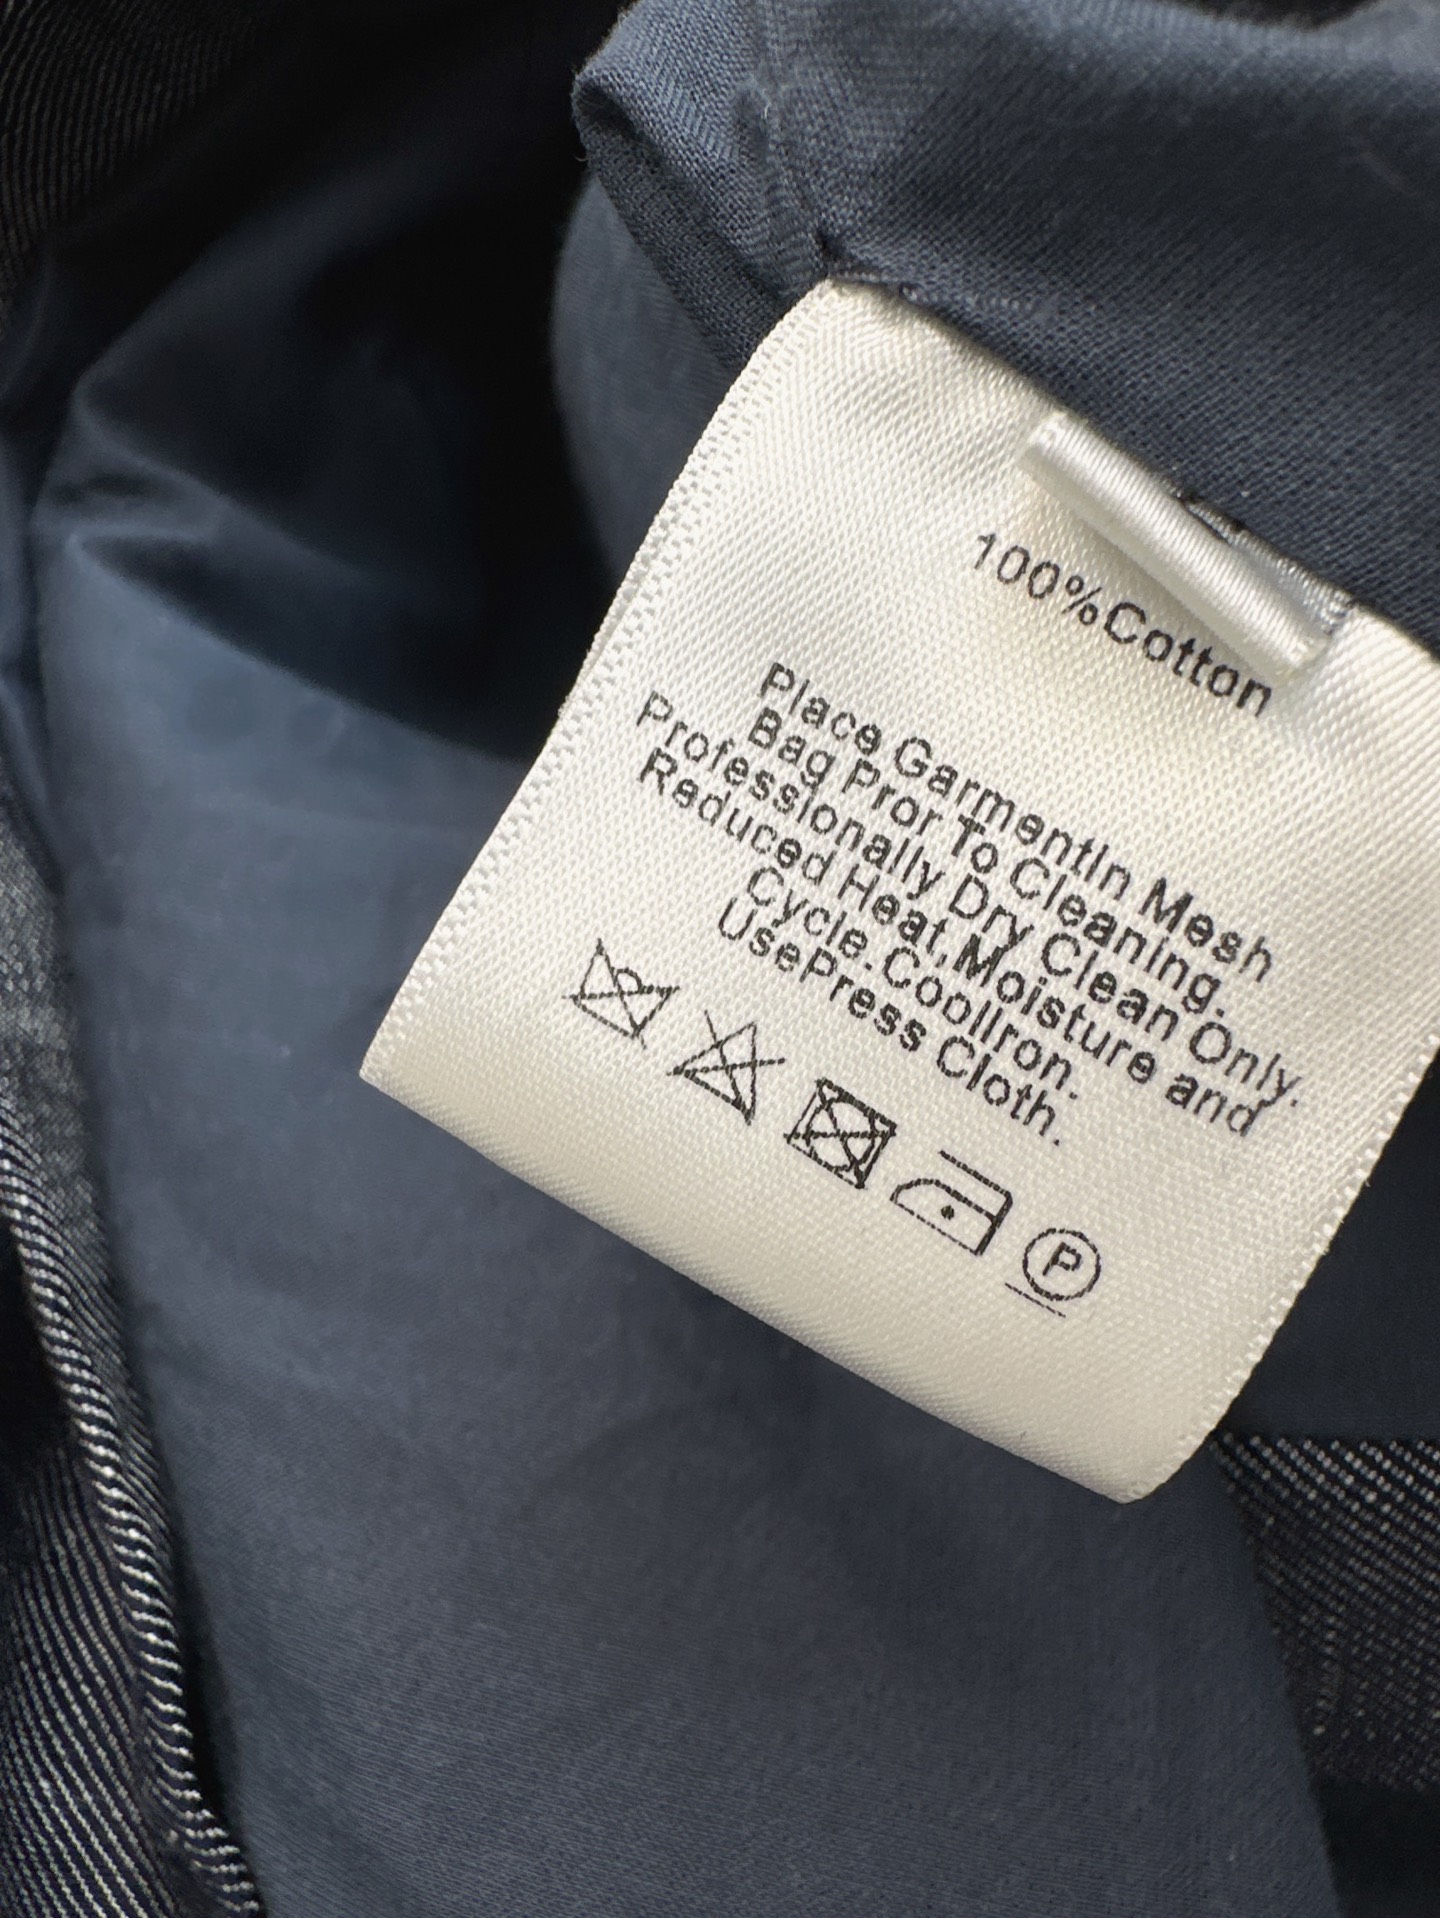 100%Cotton
Place GarmentIn Mesh
Bag Pror To Cleaning.
Professionally Dry Clean Only.
Reduced Heat,Moisture and
Cycle.CoolIron.
UsePress Cloth.
P